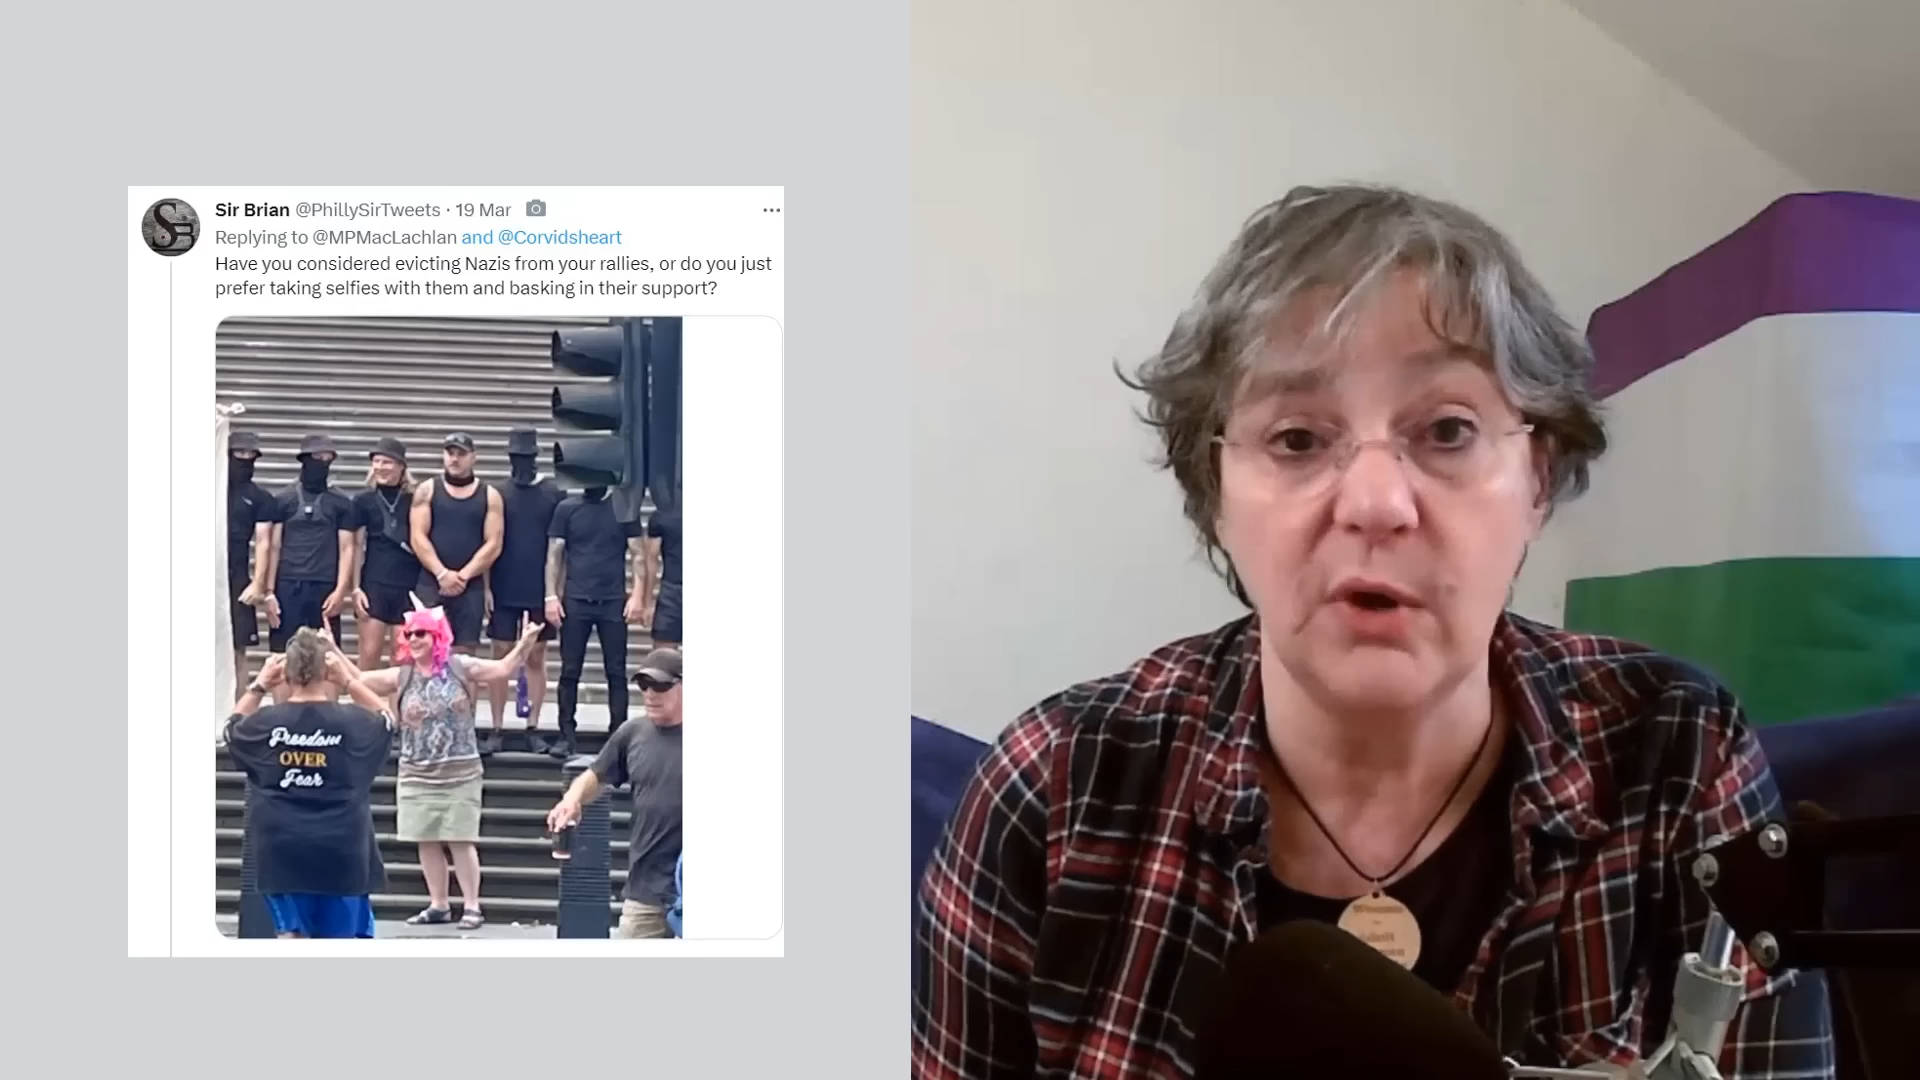 Sir Brian @PhillySirTweets · 19 Mar
Replying to @MPMacLachlan and @Corvidsheart
Have you considered evicting Nazis from your rallies, or do you just
prefer taking selfies with them and basking in their support?
Freedom
OVER
Fear